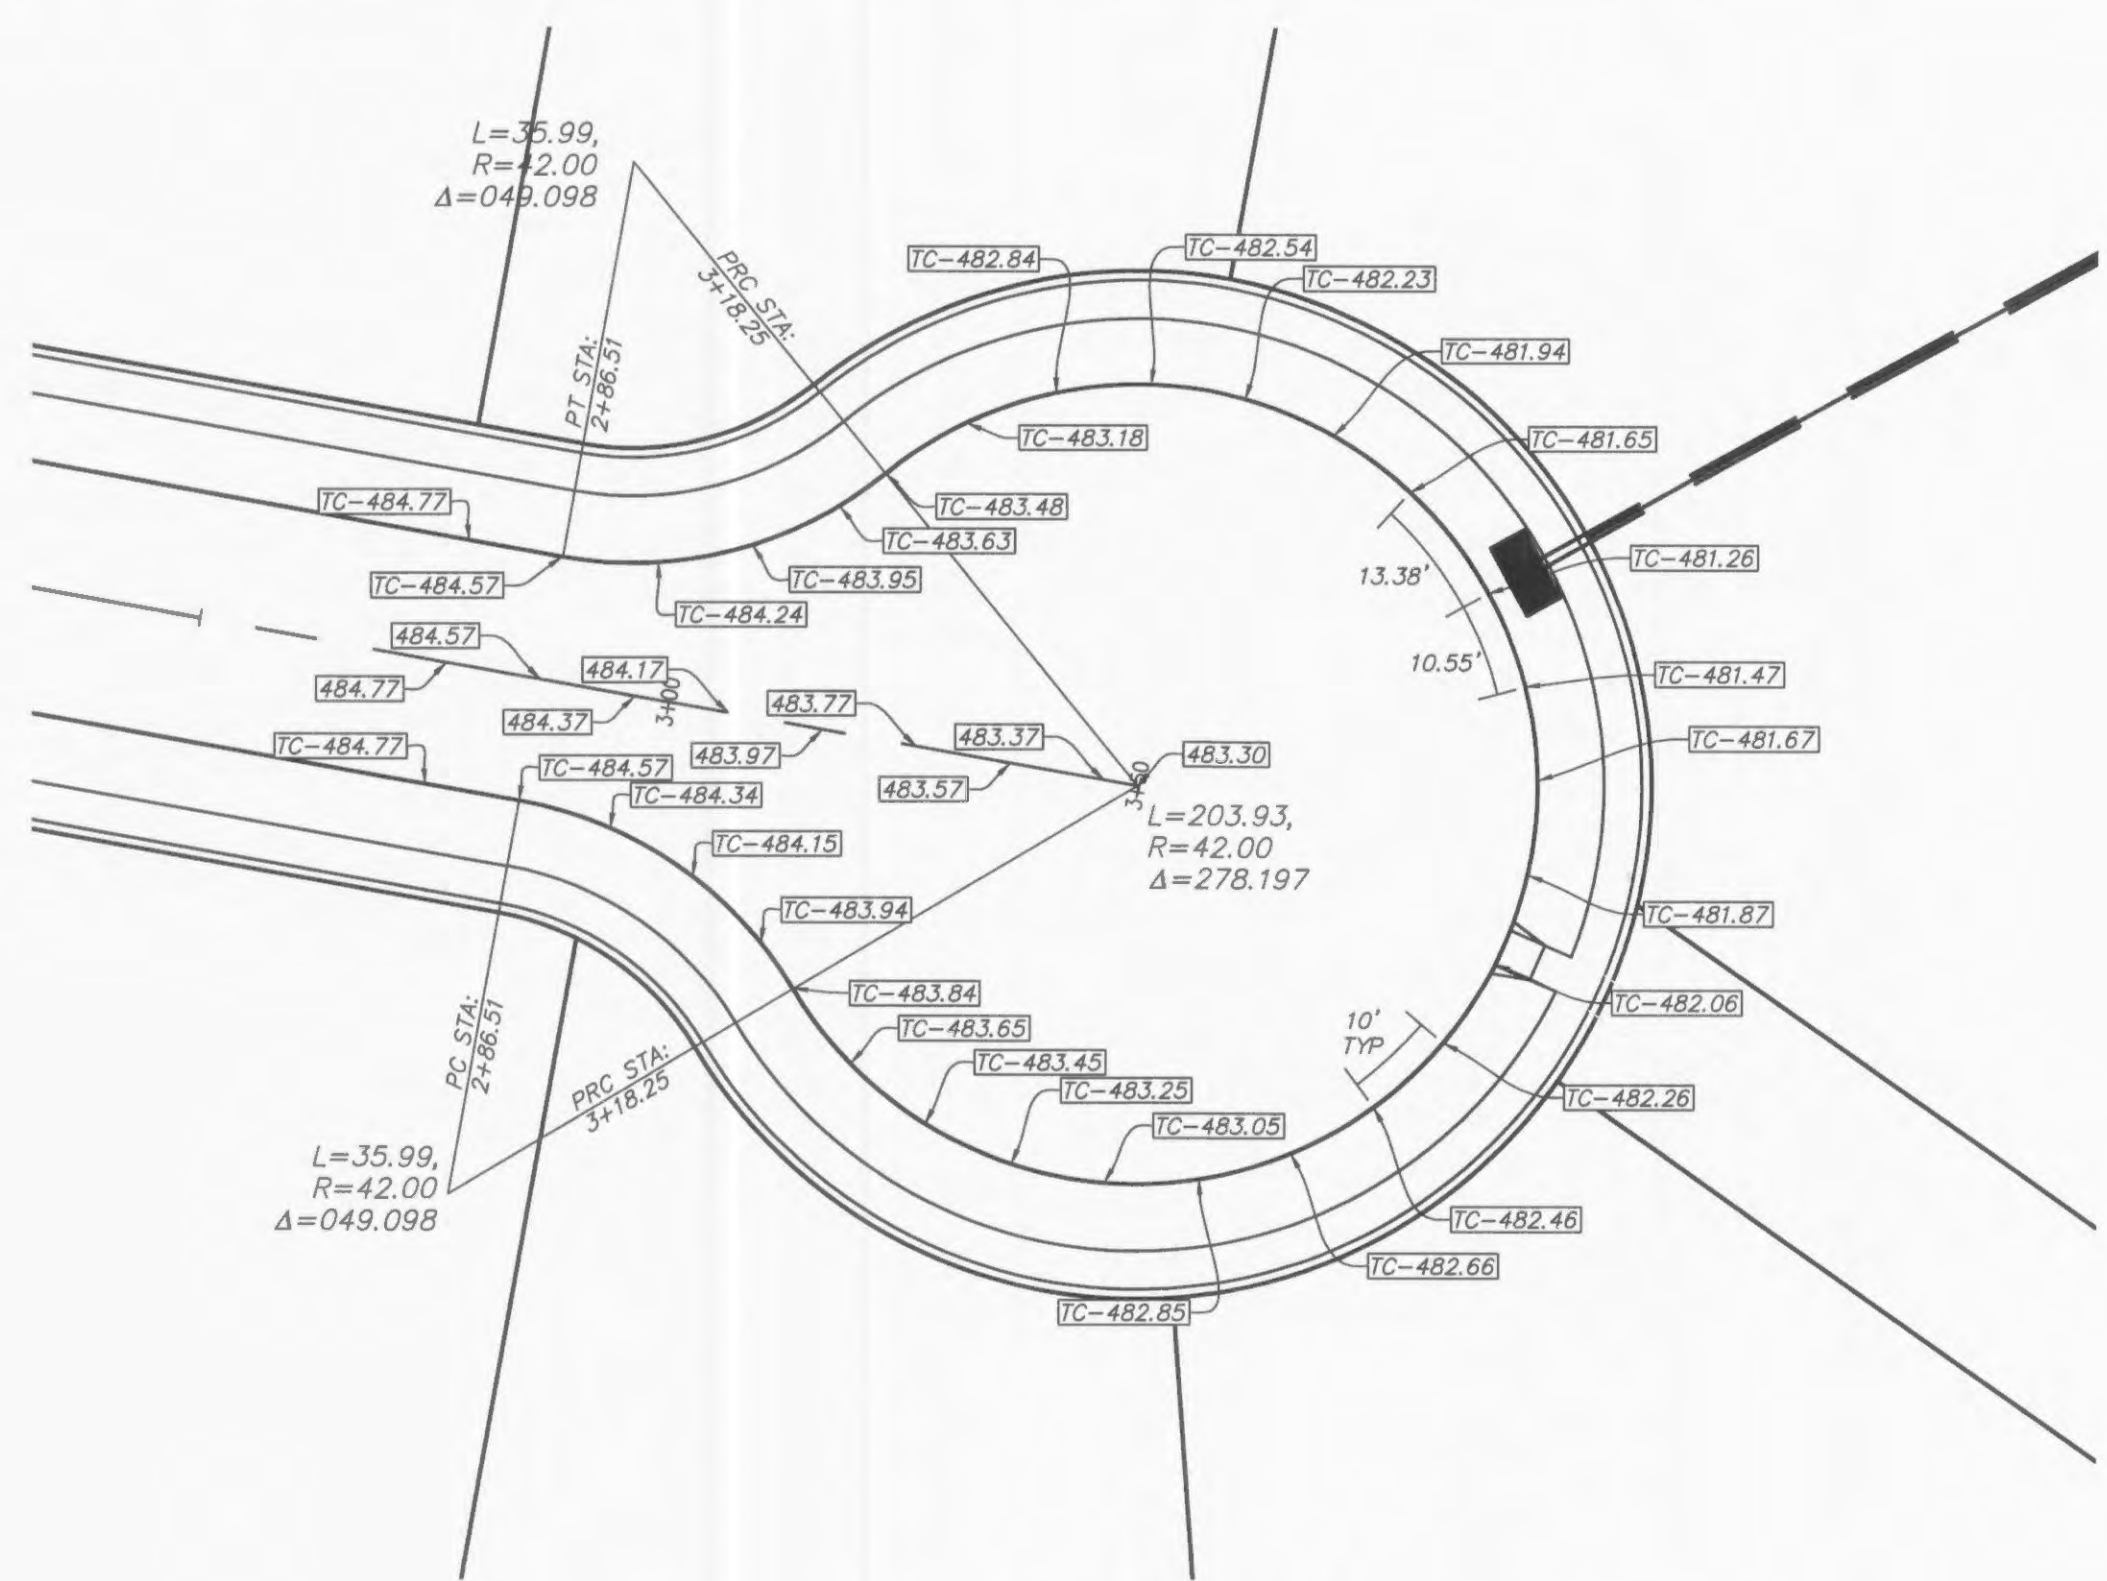 L=35.99,
R=42.00
Δ=049.098
PRC STA:
3+18.25
PT STA:
2+86.51
TC-482.84
TC-482.54
TC-482.23
TC-481.94
TC-481.65
TC-483.18
TC-483.48
TC-483.63
TC-483.95
TC-484.24
TC-484.77
TC-484.57
13.38'
TC-481.26
10.55'
TC-481.47
TC-481.67
484.57
484.77
484.17
484.37
3+00
483.77
483.97
483.37
483.57
483.30
3+60
L=203.93,
R=42.00
Δ=278.197
TC-484.77
TC-484.57
TC-484.34
TC-484.15
TC-483.94
TC-483.84
TC-483.65
TC-483.45
TC-483.25
TC-483.05
TC-481.87
TC-482.06
10'
TYP
TC-482.26
TC-482.46
TC-482.66
TC-482.85
PC STA:
2+86.51
PRC STA:
3+18.25
L=35.99,
R=42.00
Δ=049.098